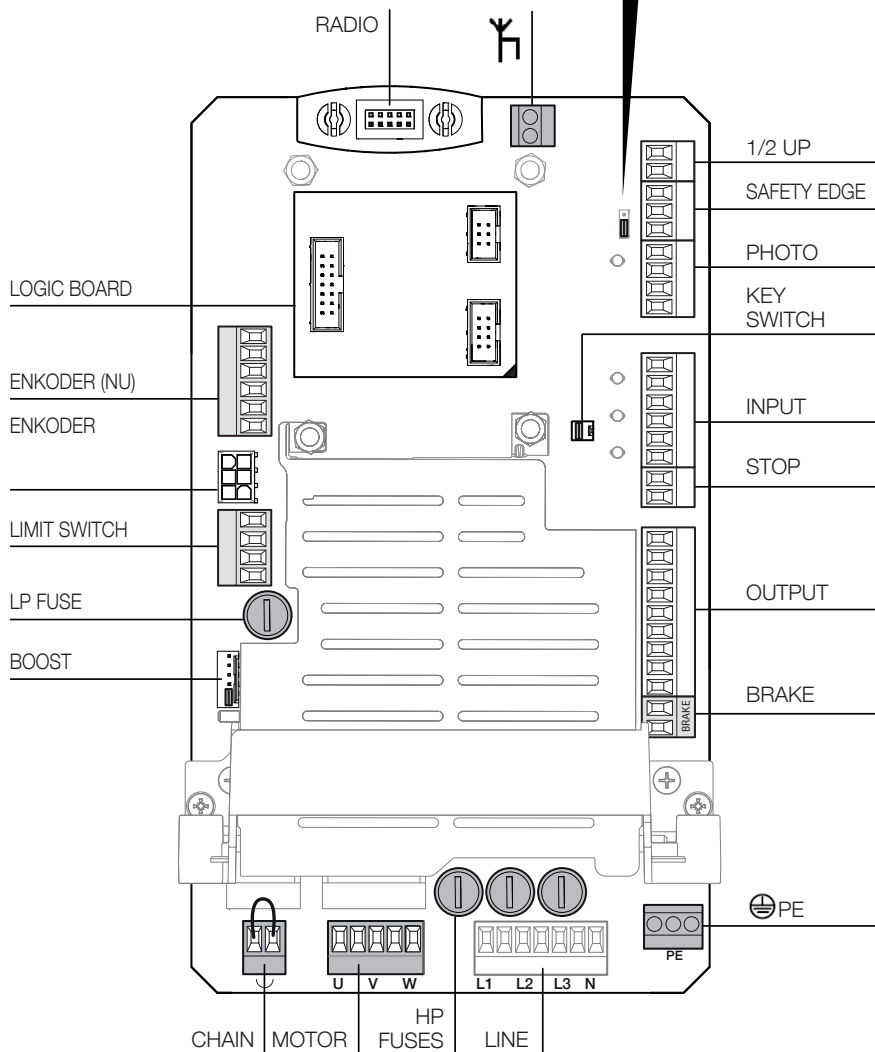 RADIO
1/2 UP
SAFETY EDGE
PHOTO
KEY
SWITCH
LOGIC BOARD
ENKODER (NU)
ENKODER
INPUT
STOP
LIMIT SWITCH
LP FUSE
OUTPUT
BOOST
BRAKE
BRAKE
PE
PE
U V W
L1 L2 L3 N
CHAIN
MOTOR
HP
FUSES
LINE